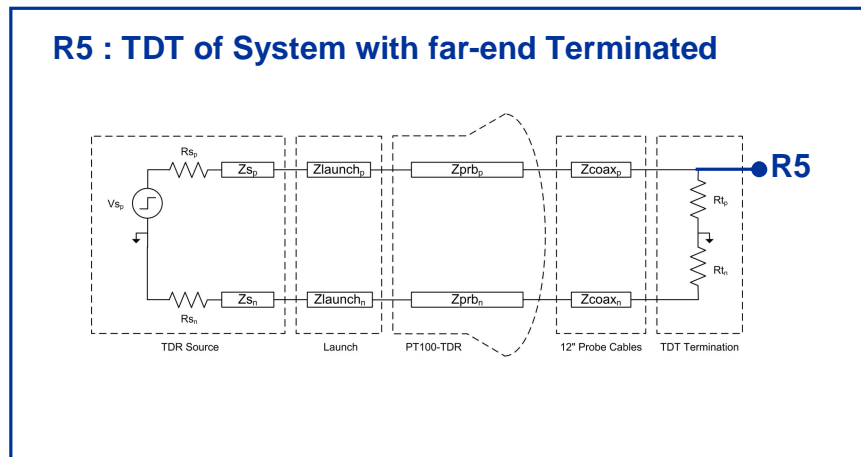 R5 : TDT of System with far-end Terminated
Rsp
Zsp
Zlaunchp
Zprbp
Zcoaxp
R5
Vsp
Rtp
Rtn
Rsn
Zsn
Zlaunchn
Zprbn
Zcoaxn
TDR Source
Launch
PT100-TDR
12" Probe Cables
TDT Termination